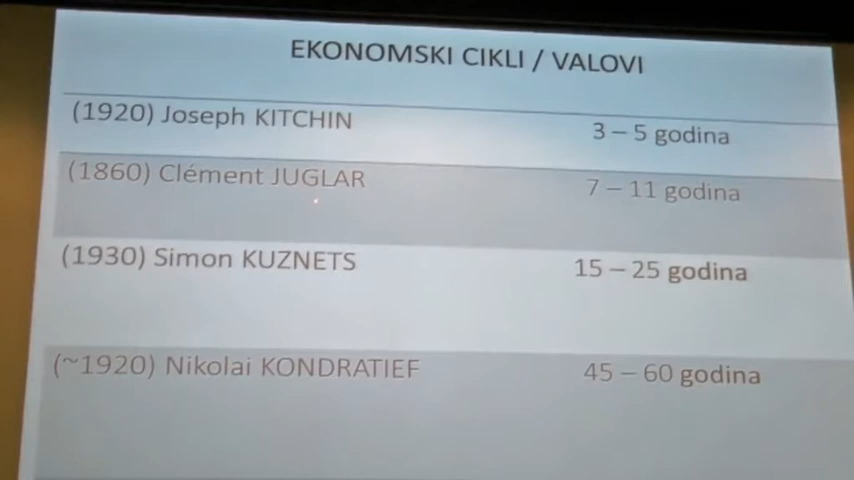 EKONOMSKI CIKLI / VALOVI
(1920) Joseph KITCHIN 3 – 5 godina
(1860) Clément JUGLAR 7 – 11 godina
(1930) Simon KUZNETS 15 – 25 godina
(~1920) Nikolai KONDRATIEF 45 – 60 godina